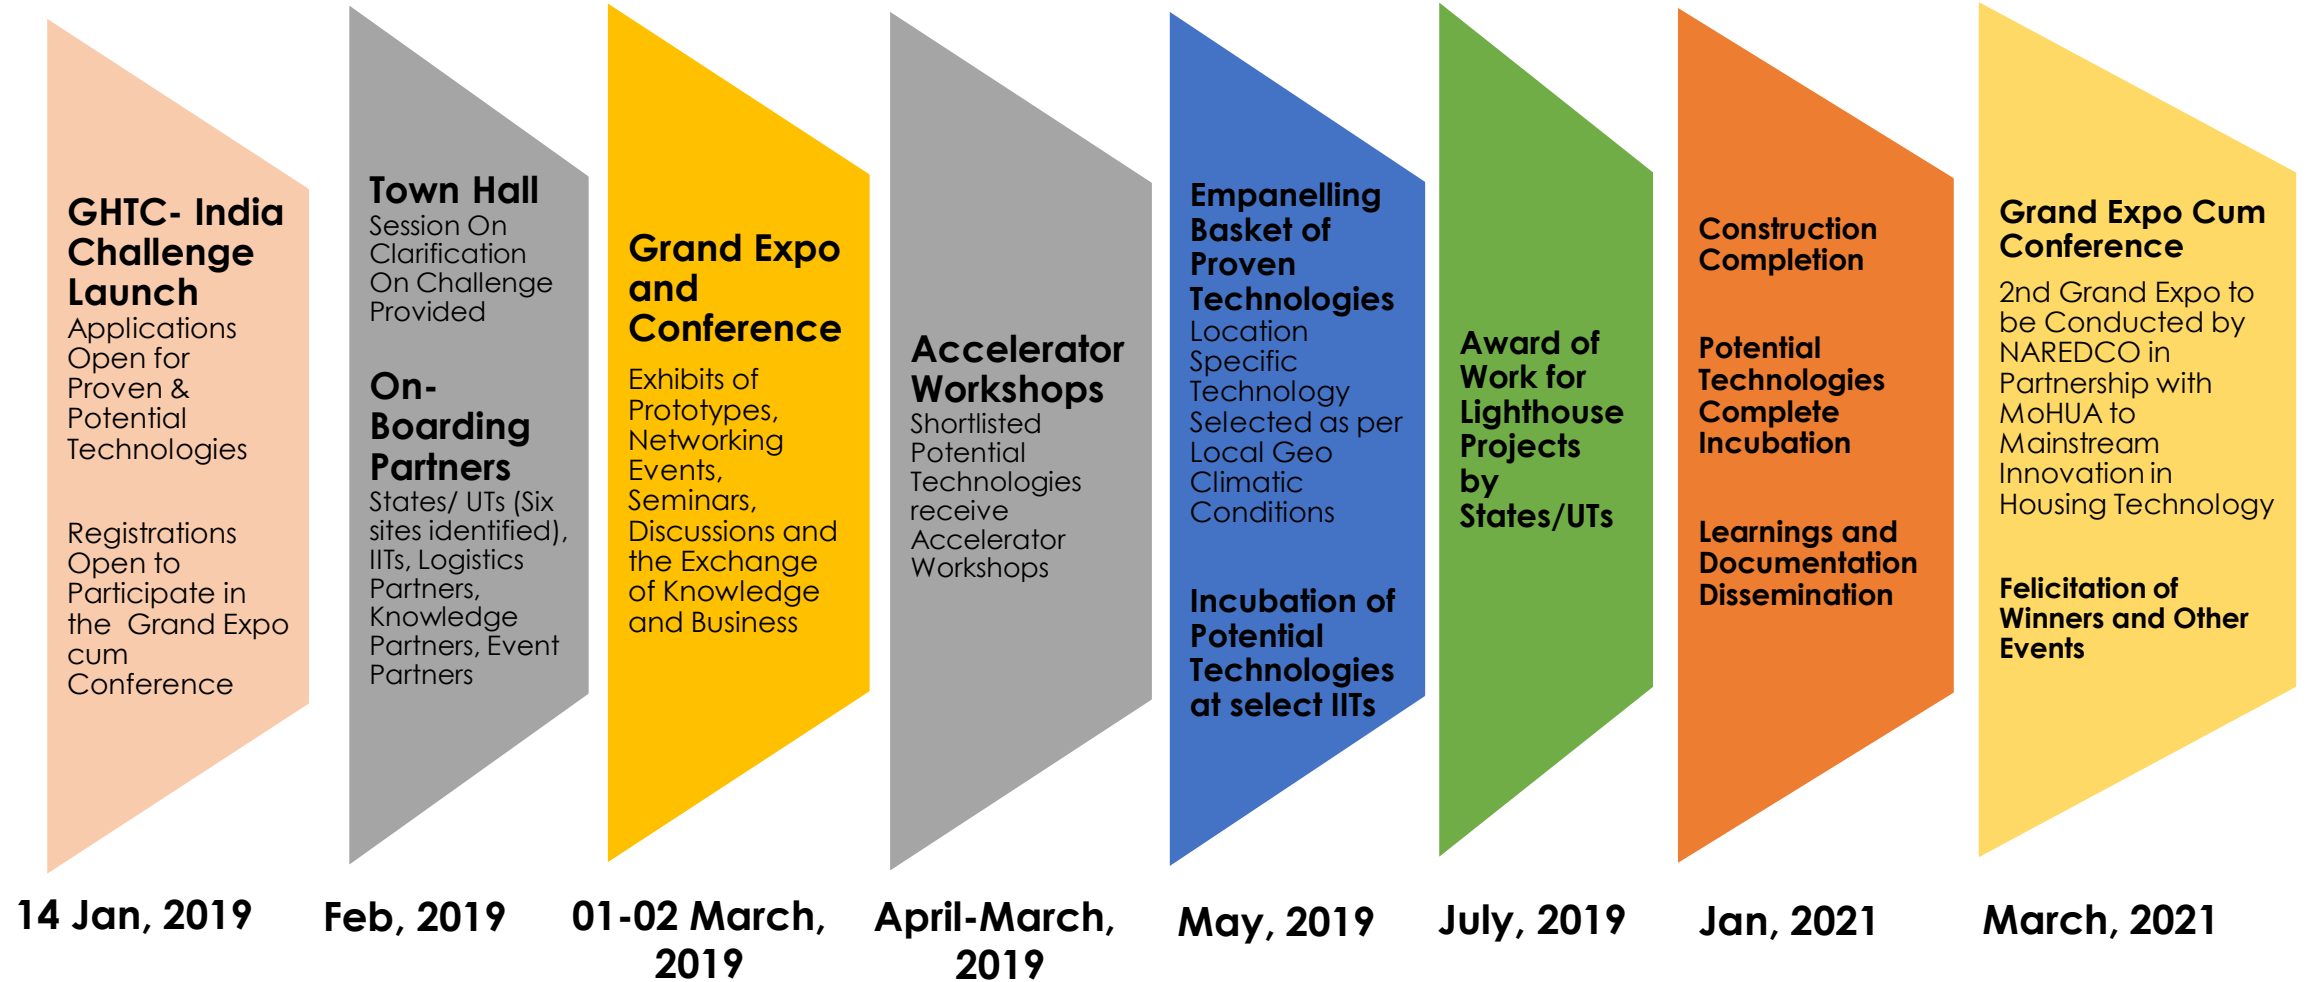 GHTC- India
Challenge
Launch
Applications
Open for
Proven &
Potential
Technologies
Registrations
Open to
Participate in
the Grand Expo
cum
Conference
14 Jan, 2019
Town Hall
Session On
Clarification
On Challenge
Provided
On-
Boarding
Partners
States/ UTs (Six
sites identified),
IITs, Logistics
Partners,
Knowledge
Partners, Event
Partners
Feb, 2019
Grand Expo
and
Conference
Exhibits of
Prototypes,
Networking
Events,
Seminars,
Discussions and
the Exchange
of Knowledge
and Business
01-02 March,
2019
Accelerator
Workshops
Shortlisted
Potential
Technologies
receive
Accelerator
Workshops
April-March,
2019
Empanelling
Basket of
Proven
Technologies
Location
Specific
Technology
Selected as per
Local Geo
Climatic
Conditions
Incubation of
Potential
Technologies
at select IITs
May, 2019
Award of
Work for
Lighthouse
Projects
by
States/UTs
July, 2019
Construction
Completion
Potential
Technologies
Complete
Incubation
Learnings and
Documentation
Dissemination
Jan, 2021
Grand Expo Cum
Conference
2nd Grand Expo to
be Conducted by
NAREDCO in
Partnership with
MoHUA to
Mainstream
Innovation in
Housing Technology
Felicitation of
Winners and Other
Events
March, 2021